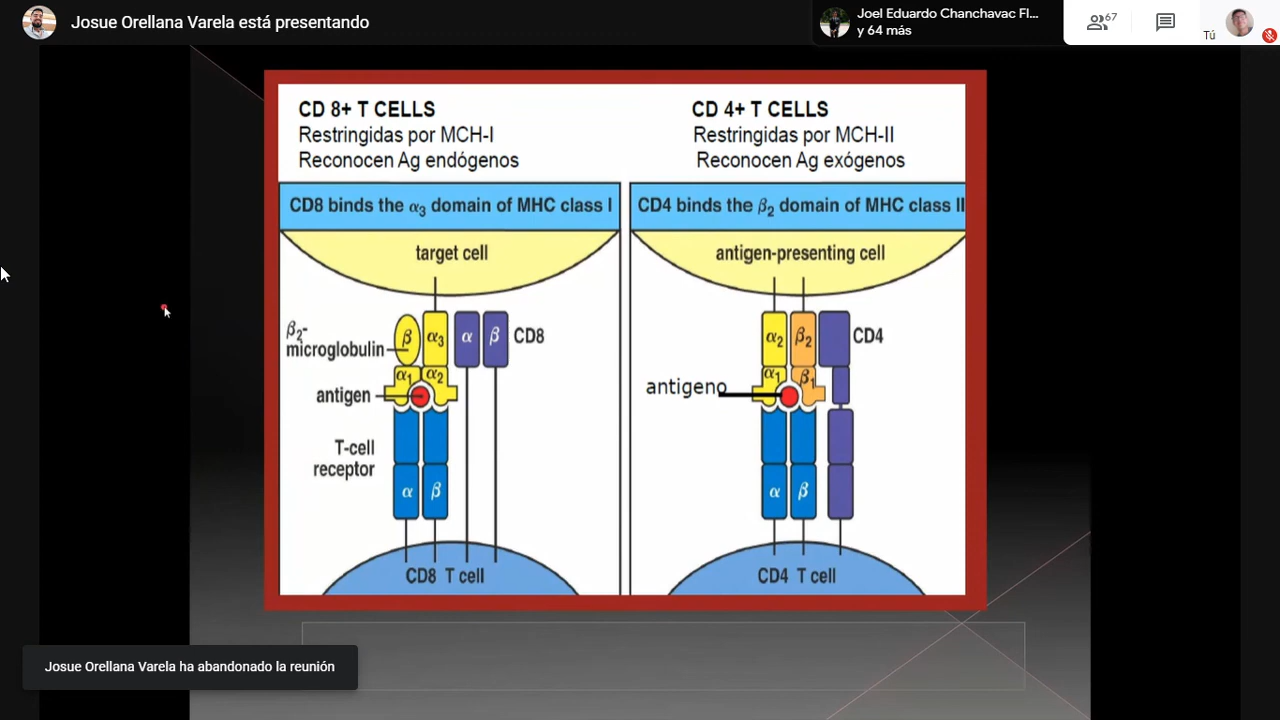 Josue Orellana Varela está presentando
Joel Eduardo Chanchavac Fl...
y 64 más
67
Tú
CD 8+ T CELLS
Restringidas por MCH-I
Reconocen Ag endógenos
CD 4+ T CELLS
Restringidas por MCH-II
Reconocen Ag exógenos
CD8 binds the α3 domain of MHC class I
target cell
β2-
microglobulin
β
α3
α
β
CD8
α1
α2
antigen
T-cell
receptor
α
β
CD8 T cell
CD4 binds the β2 domain of MHC class II
antigen-presenting cell
α2
β2
CD4
α1
β1
antigeno
α
β
CD4 T cell
Josue Orellana Varela ha abandonado la reunión